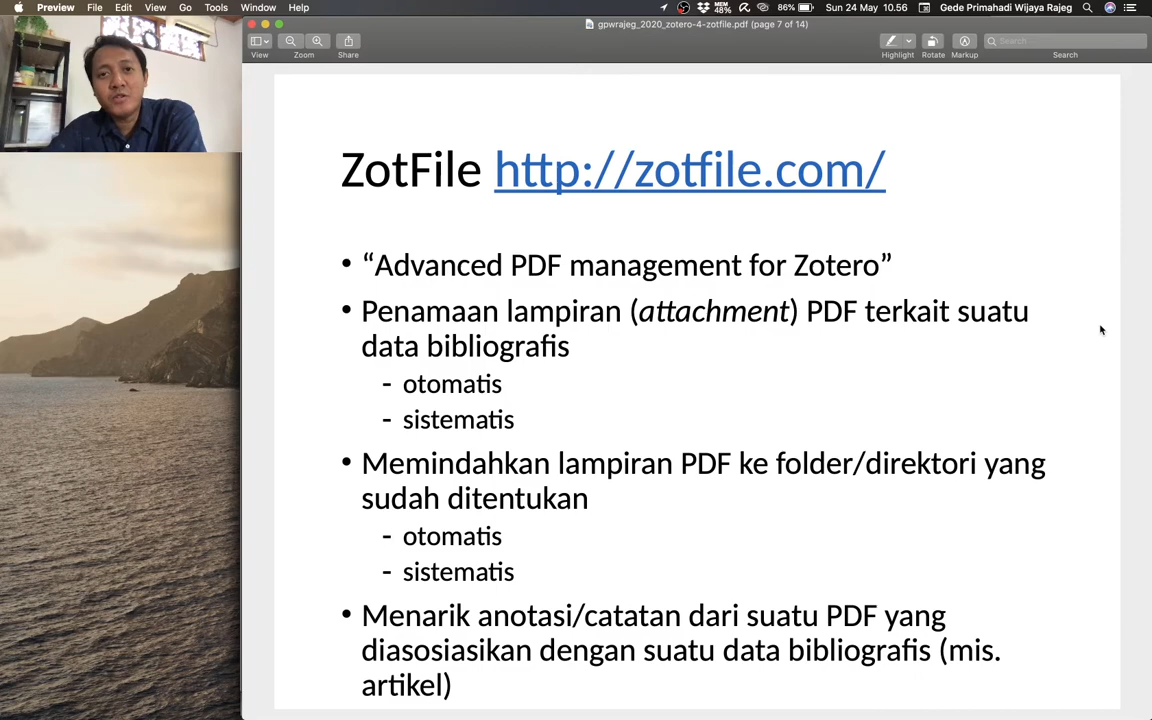 Preview File Edit View Go Tools Window Help
MEM 48% 86% Sun 24 May 10.56 Gede Primahadi Wijaya Rajeg
gpwrajeg_2020_zotero-4-zotfile.pdf (page 7 of 14)
Search
View Zoom Share Highlight Rotate Markup Search
ZotFile http://zotfile.com/
• “Advanced PDF management for Zotero”
• Penamaan lampiran (attachment) PDF terkait suatu
data bibliografis
- otomatis
- sistematis
• Memindahkan lampiran PDF ke folder/direktori yang
sudah ditentukan
- otomatis
- sistematis
• Menarik anotasi/catatan dari suatu PDF yang
diasosiasikan dengan suatu data bibliografis (mis.
artikel)